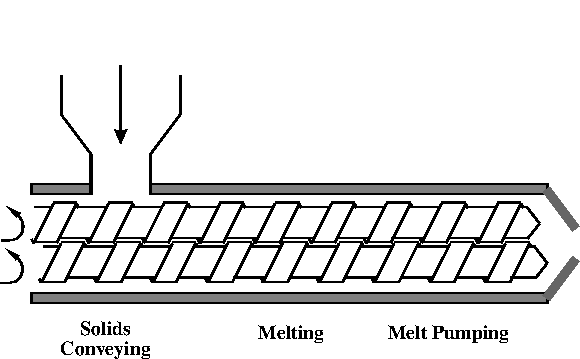 Solids
Conveying
Melting
Melt Pumping